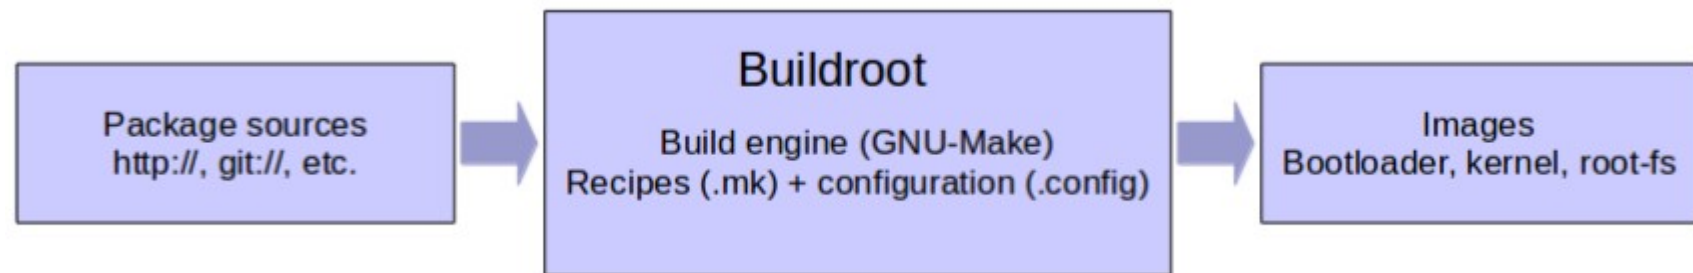 Package sources
http://, git://, etc.
Buildroot
Build engine (GNU-Make)
Recipes (.mk) + configuration (.config)
Images
Bootloader, kernel, root-fs